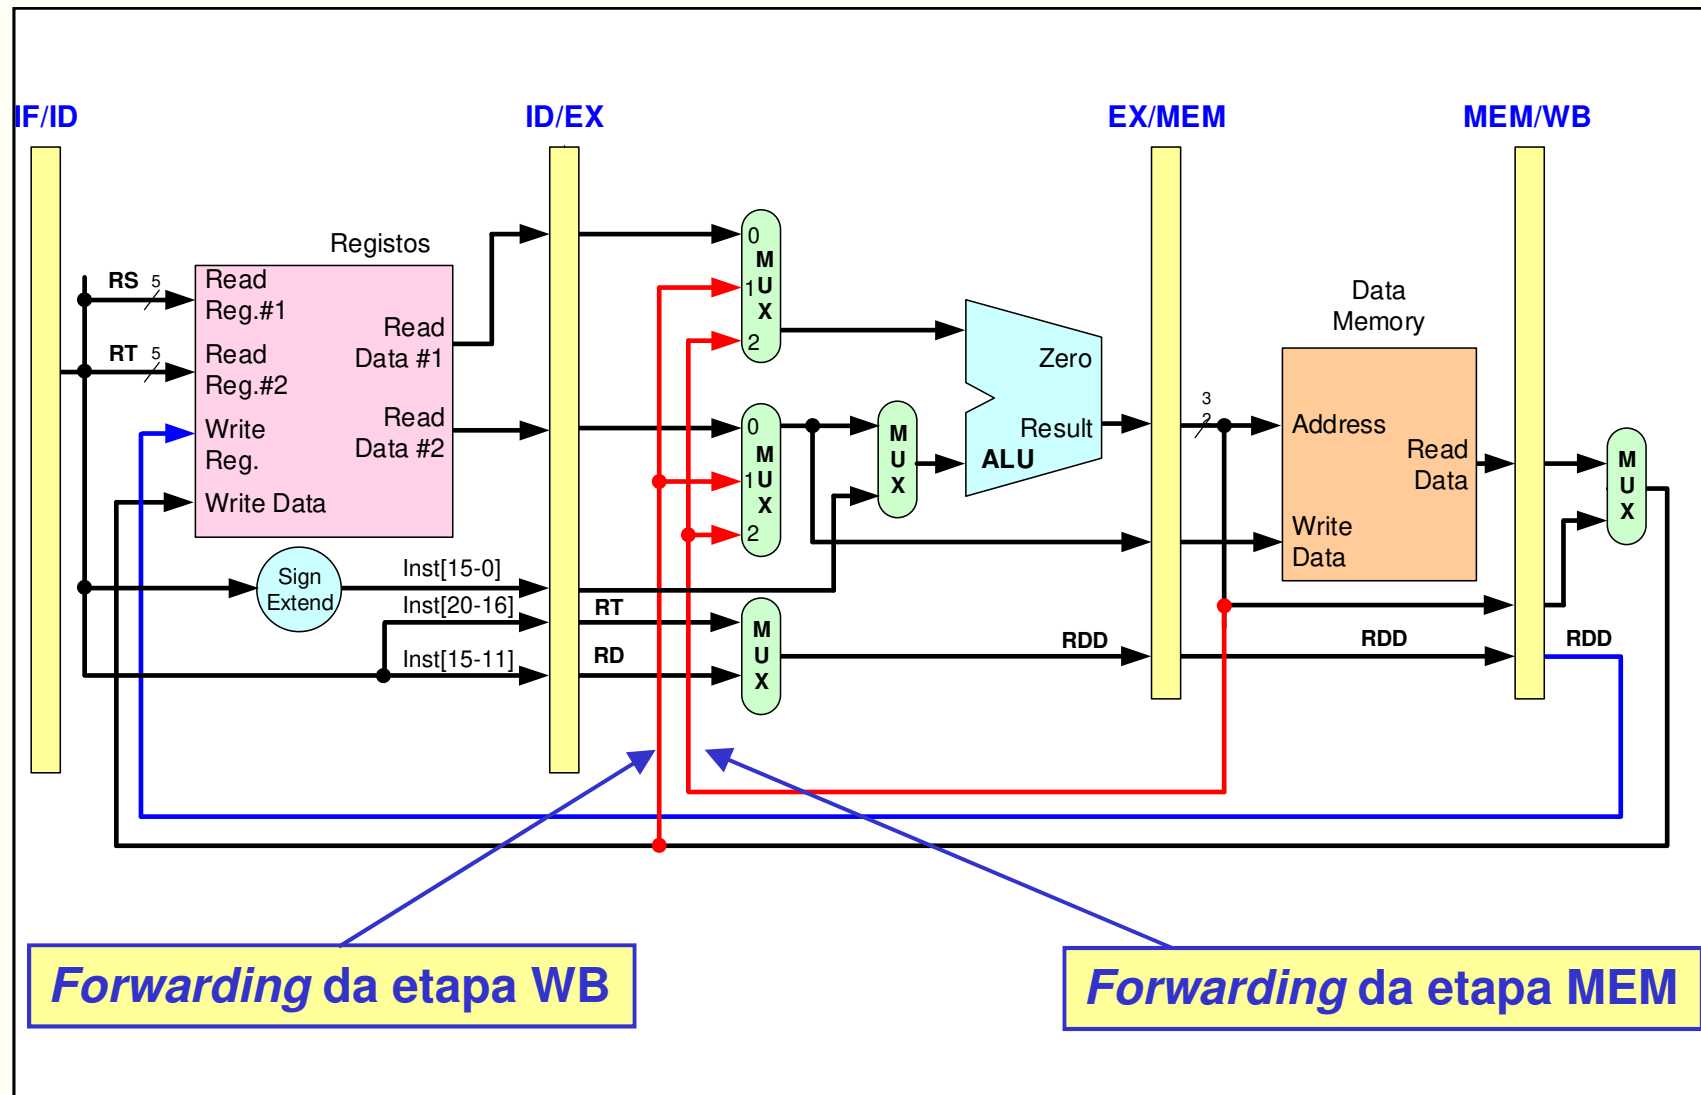 IF/ID
ID/EX
EX/MEM
MEM/WB
Registos
RS
5
Read
Reg.#1
RT
5
Read
Reg.#2
Write
Reg.
Write Data
Read
Data #1
Read
Data #2
Sign
Extend
Inst[15-0]
Inst[20-16]
Inst[15-11]
RT
RD
0
M
1U
X
2
0
M
1U
X
2
M
U
X
M
U
X
Zero
Result
ALU
RDD
3
2
Data
Memory
Address
Read
Data
Write
Data
RDD
M
U
X
RDD
Forwarding da etapa WB
Forwarding da etapa MEM